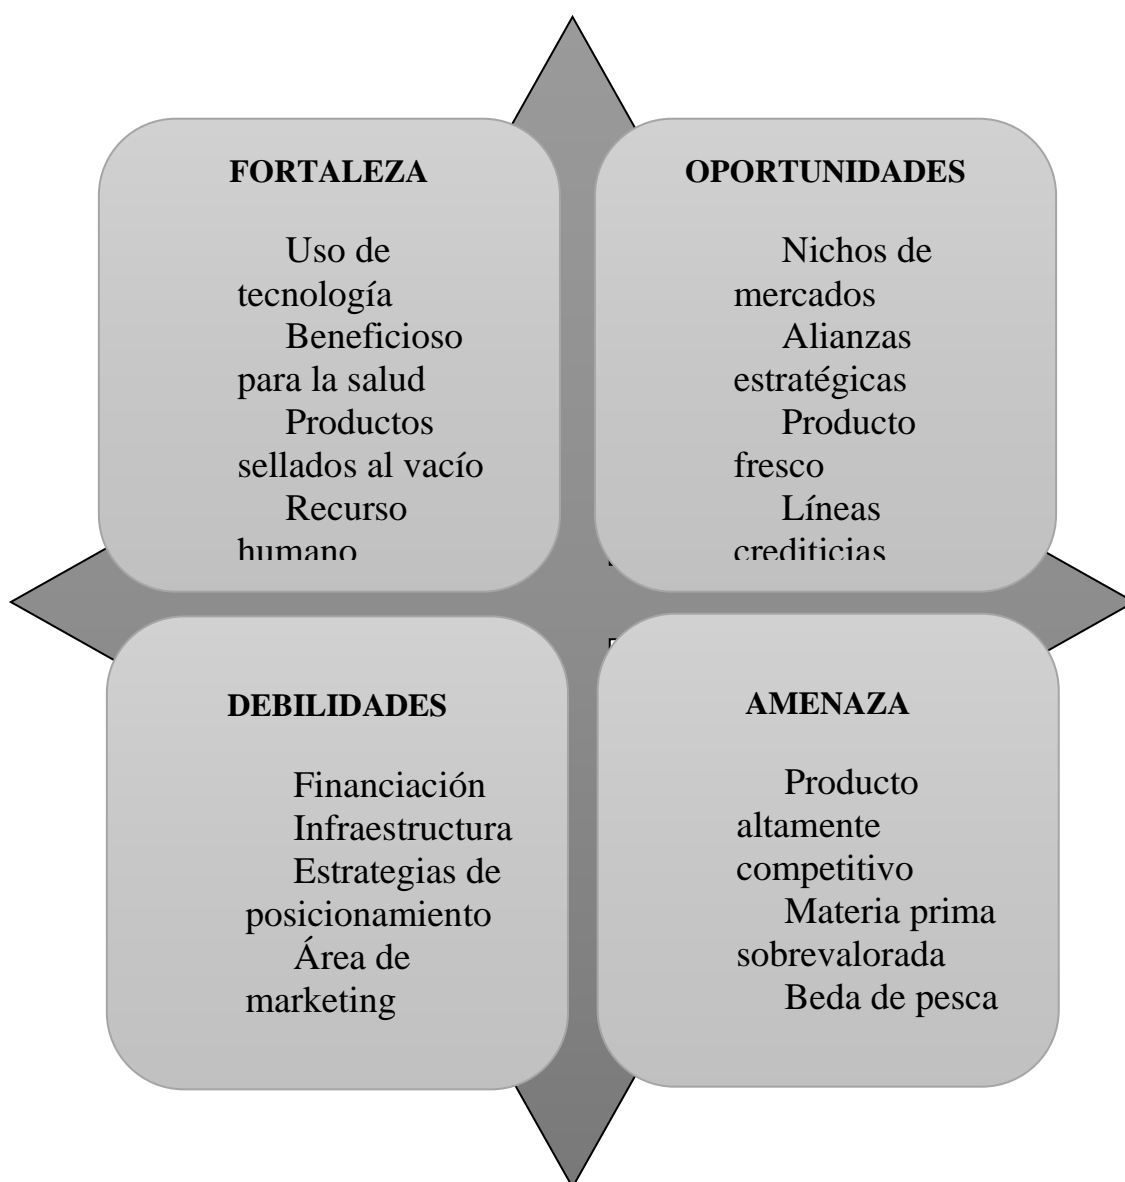 FORTALEZA
Uso de
tecnología
Beneficioso
para la salud
Productos
sellados al vacío
Recurso
humano
OPORTUNIDADES
Nichos de
mercados
Alianzas
estratégicas
Producto
fresco
Líneas
crediticias
DEBILIDADES
Financiación
Infraestructura
Estrategias de
posicionamiento
Área de
marketing
AMENAZA
Producto
altamente
competitivo
Materia prima
sobrevalorada
Beda de pesca